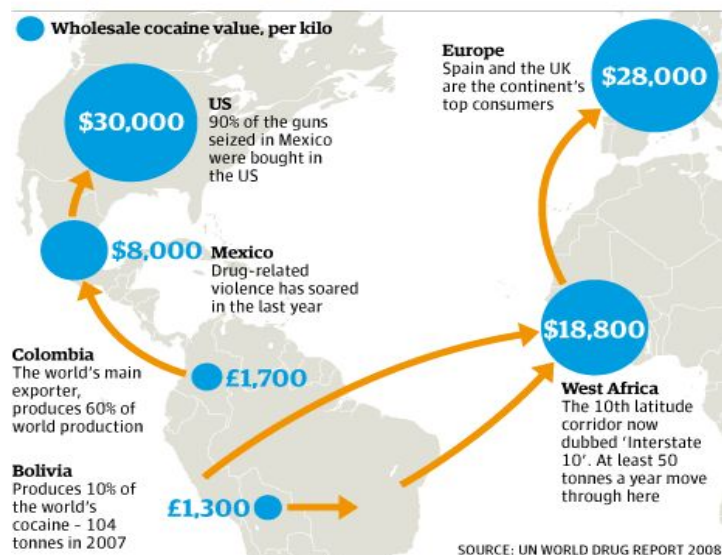 Wholesale cocaine value, per kilo
$30,000
US
90% of the guns
seized in Mexico
were bought in
the US
Europe
Spain and the UK
are the continent's
top consumers
$28,000
$8,000
Mexico
Drug-related
violence has soared
in the last year
Colombia
The world's main
exporter,
produces 60% of
world production
£1,700
$18,800
West Africa
The 10th latitude
corridor now
dubbed 'Interstate
10'. At least 50
tonnes a year move
through here
Bolivia
Produces 10% of
the world's
cocaine - 104
tonnes in 2007
£1,300
SOURCE: UN WORLD DRUG REPORT 2008